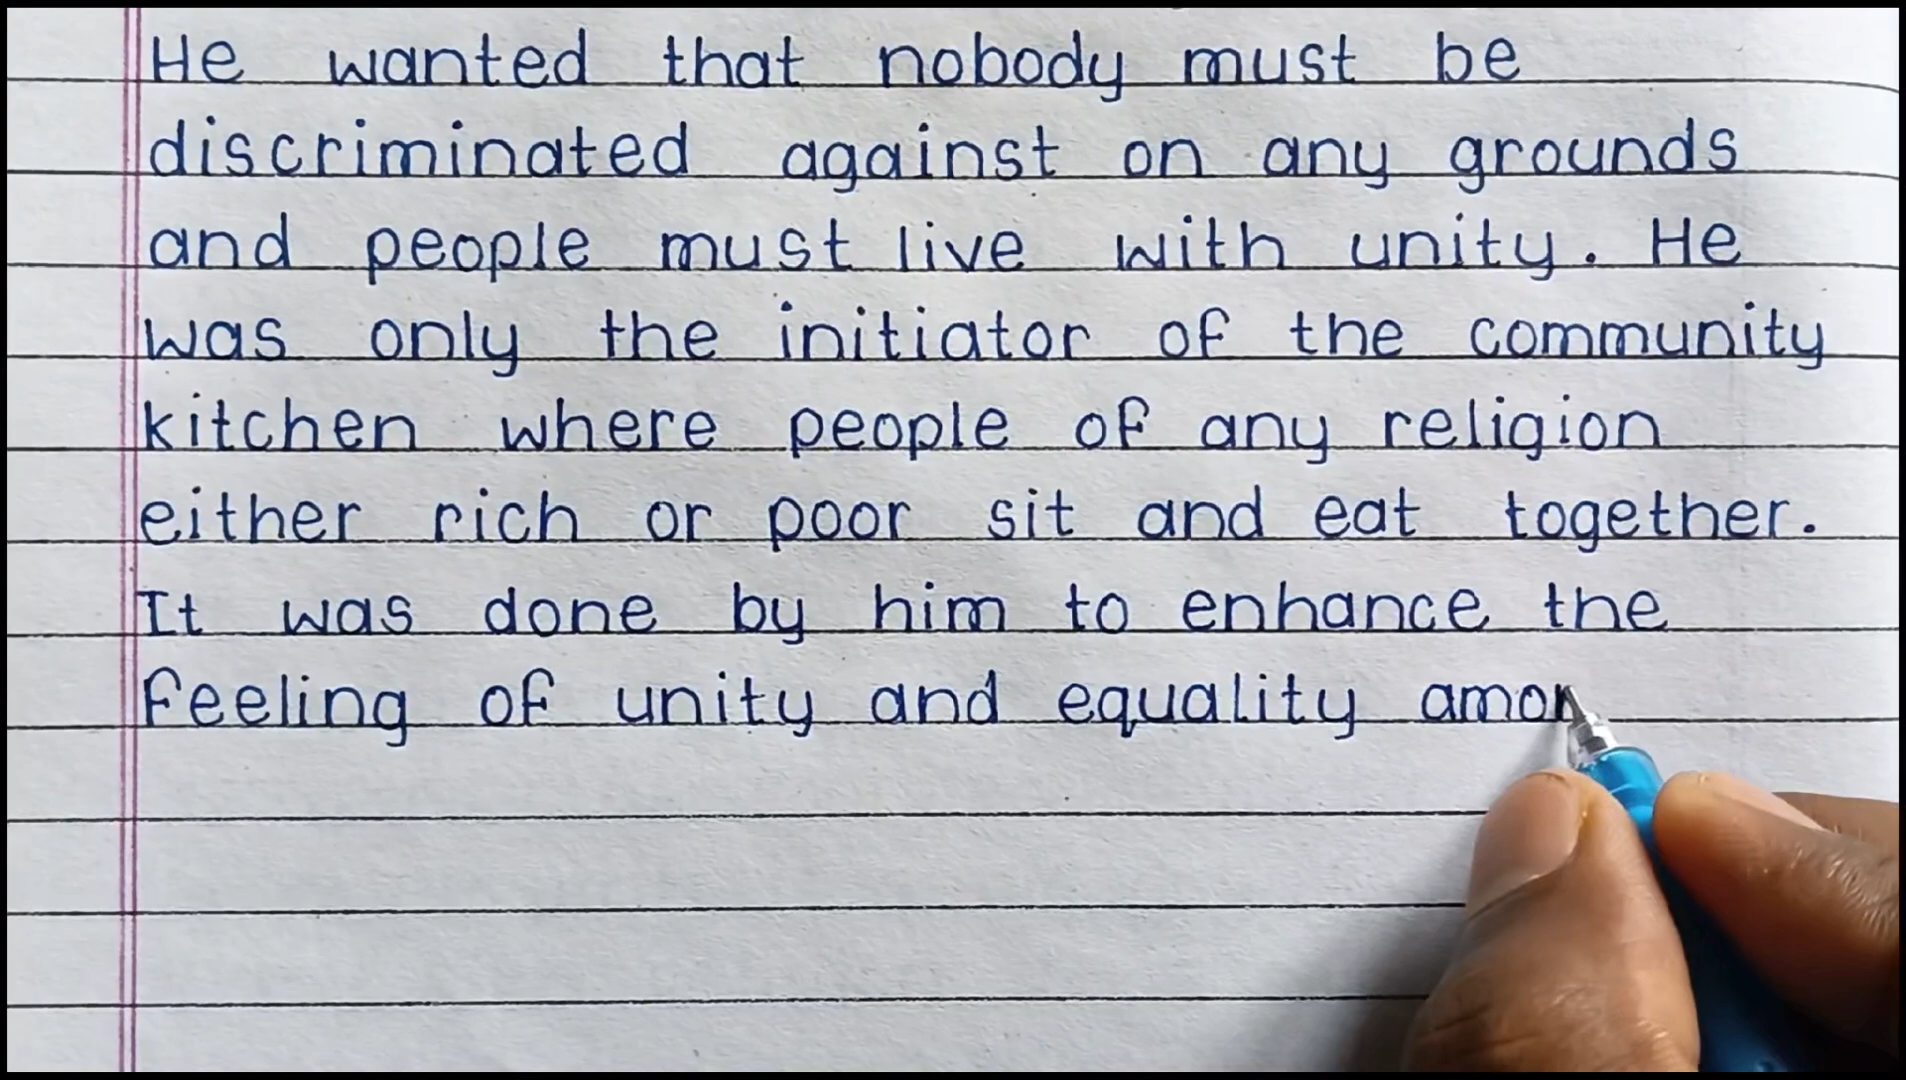 He wanted that nobody must be
discriminated against on any grounds
and people must live with unity. He
was only the initiator of the community
kitchen where people of any religion
either rich or poor sit and eat together.
It was done by him to enhance the
feeling of unity and equality amon